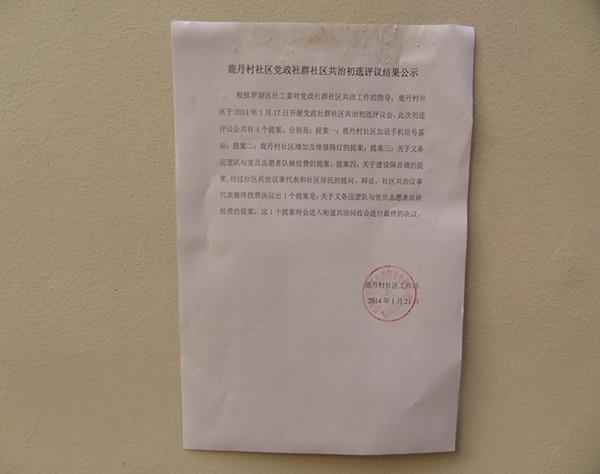 鹿丹村社区党政社群社区共治初选评议结果公示
根据罗湖区社工委对党政社群社区共治工作的指导，鹿丹村社
区于2014年1月17日开展党政社群社区共治初选评议会，此次初选
评议会共有4个提案，分别是：提案一：鹿丹村社区加设手机信号基
站；提案二：鹿丹村社区增加及维修路灯的提案；提案三：关于义务
巡逻队与党员志愿者队缺经费的提案；提案四：关于建设隔音墙的提
案。经过社区共治议事代表和社区居民的提问、辩论，社区共治议事
代表最终投票决议出1个提案是：关于义务巡逻队与党员志愿者队缺
经费的提案。这1个提案将会进入街道共治问政会进行最终的决议。
鹿丹村社区工作站
2014年1月21日